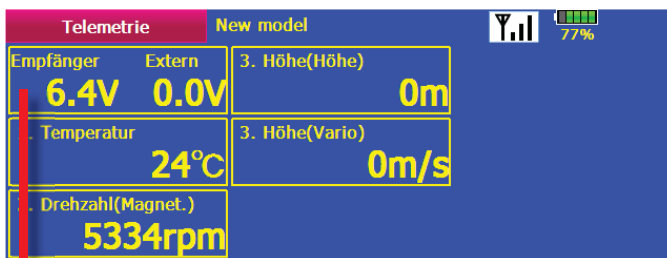 Telemetrie New model 77%
Empfänger Extern
6.4V 0.0V
3. Höhe(Höhe)
0m
. Temperatur
24°C
3. Höhe(Vario)
0m/s
. Drehzahl(Magnet.)
5334rpm